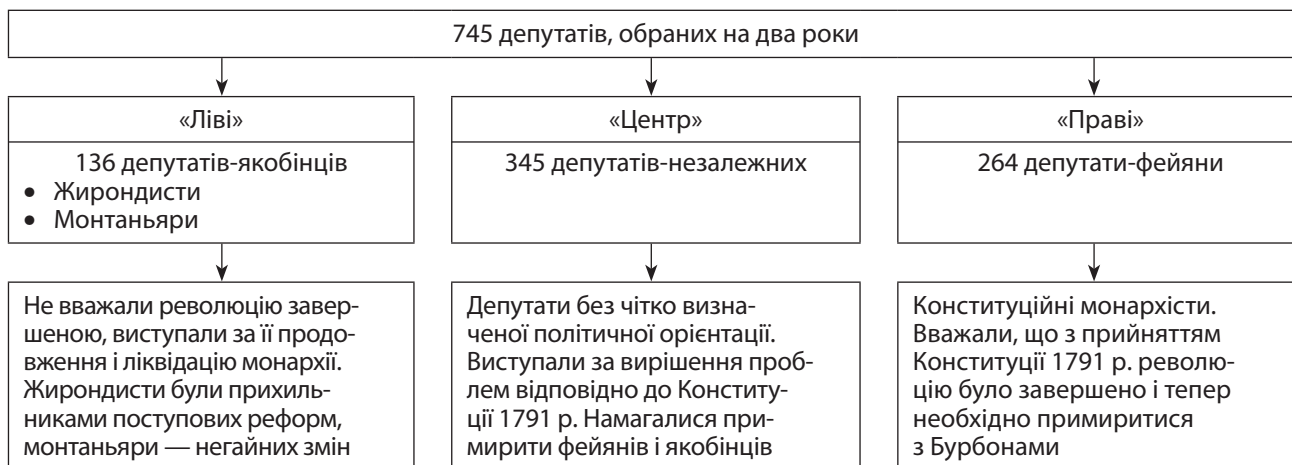 745 депутатів, обраних на два роки
«Ліві»
136 депутатів-якобінців
• Жирондисти
• Монтаньяри
Не вважали революцію завер-
шеною, виступали за її продо-
вження і ліквідацію монархії.
Жирондисти були прихиль-
никами поступових реформ,
монтаньяри — негайних змін
«Центр»
345 депутатів-незалежних
Депутати без чітко визна-
ченої політичної орієнтації.
Виступали за вирішення проб-
лем відповідно до Конститу-
ції 1791 р. Намагалися при-
мирити фейянів і якобінців
«Праві»
264 депутати-фейяни
Конституційні монархісти.
Вважали, що з прийняттям
Конституції 1791 р. револю-
цію було завершено і тепер
необхідно примиритися
з Бурбонами